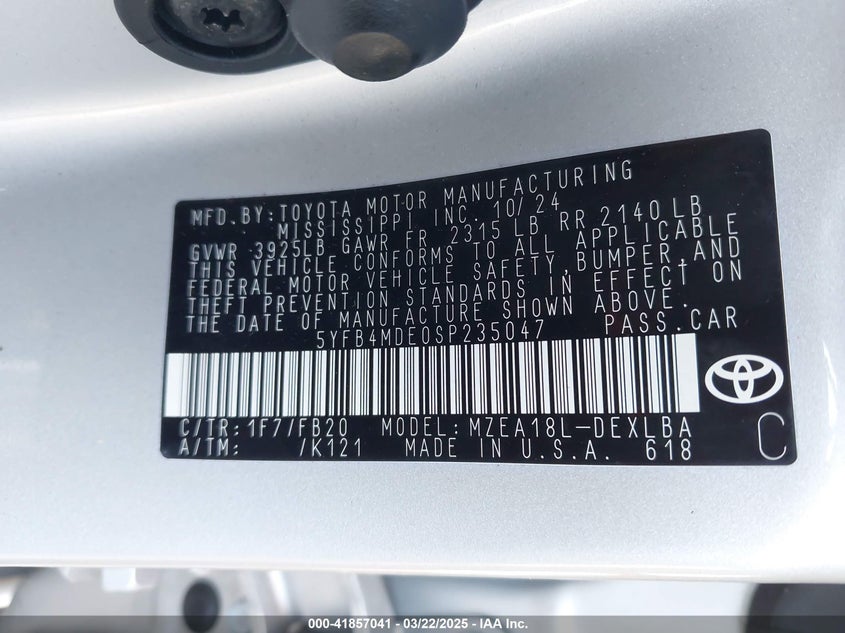 MFD. BY: TOYOTA MOTOR MANUFACTURING
MISSISSIPPI INC. 10/24
GVWR 3925LB GAWR FR 2315 LB RR 2140 LB
THIS VEHICLE CONFORMS TO ALL APPLICABLE
FEDERAL MOTOR VEHICLE SAFETY, BUMPER, AND
THEFT PREVENTION STANDARDS IN EFFECT ON
THE DATE OF MANUFACTURE SHOWN ABOVE.
5YFB4MDE0SP235047 PASS.CAR
C/TR: 1F7/FB20 MODEL: MZEA18L-DEXLBA
A/TM: /K121 MADE IN U.S.A. 618
C
000-41857041 - 03/22/2025 - IAA Inc.